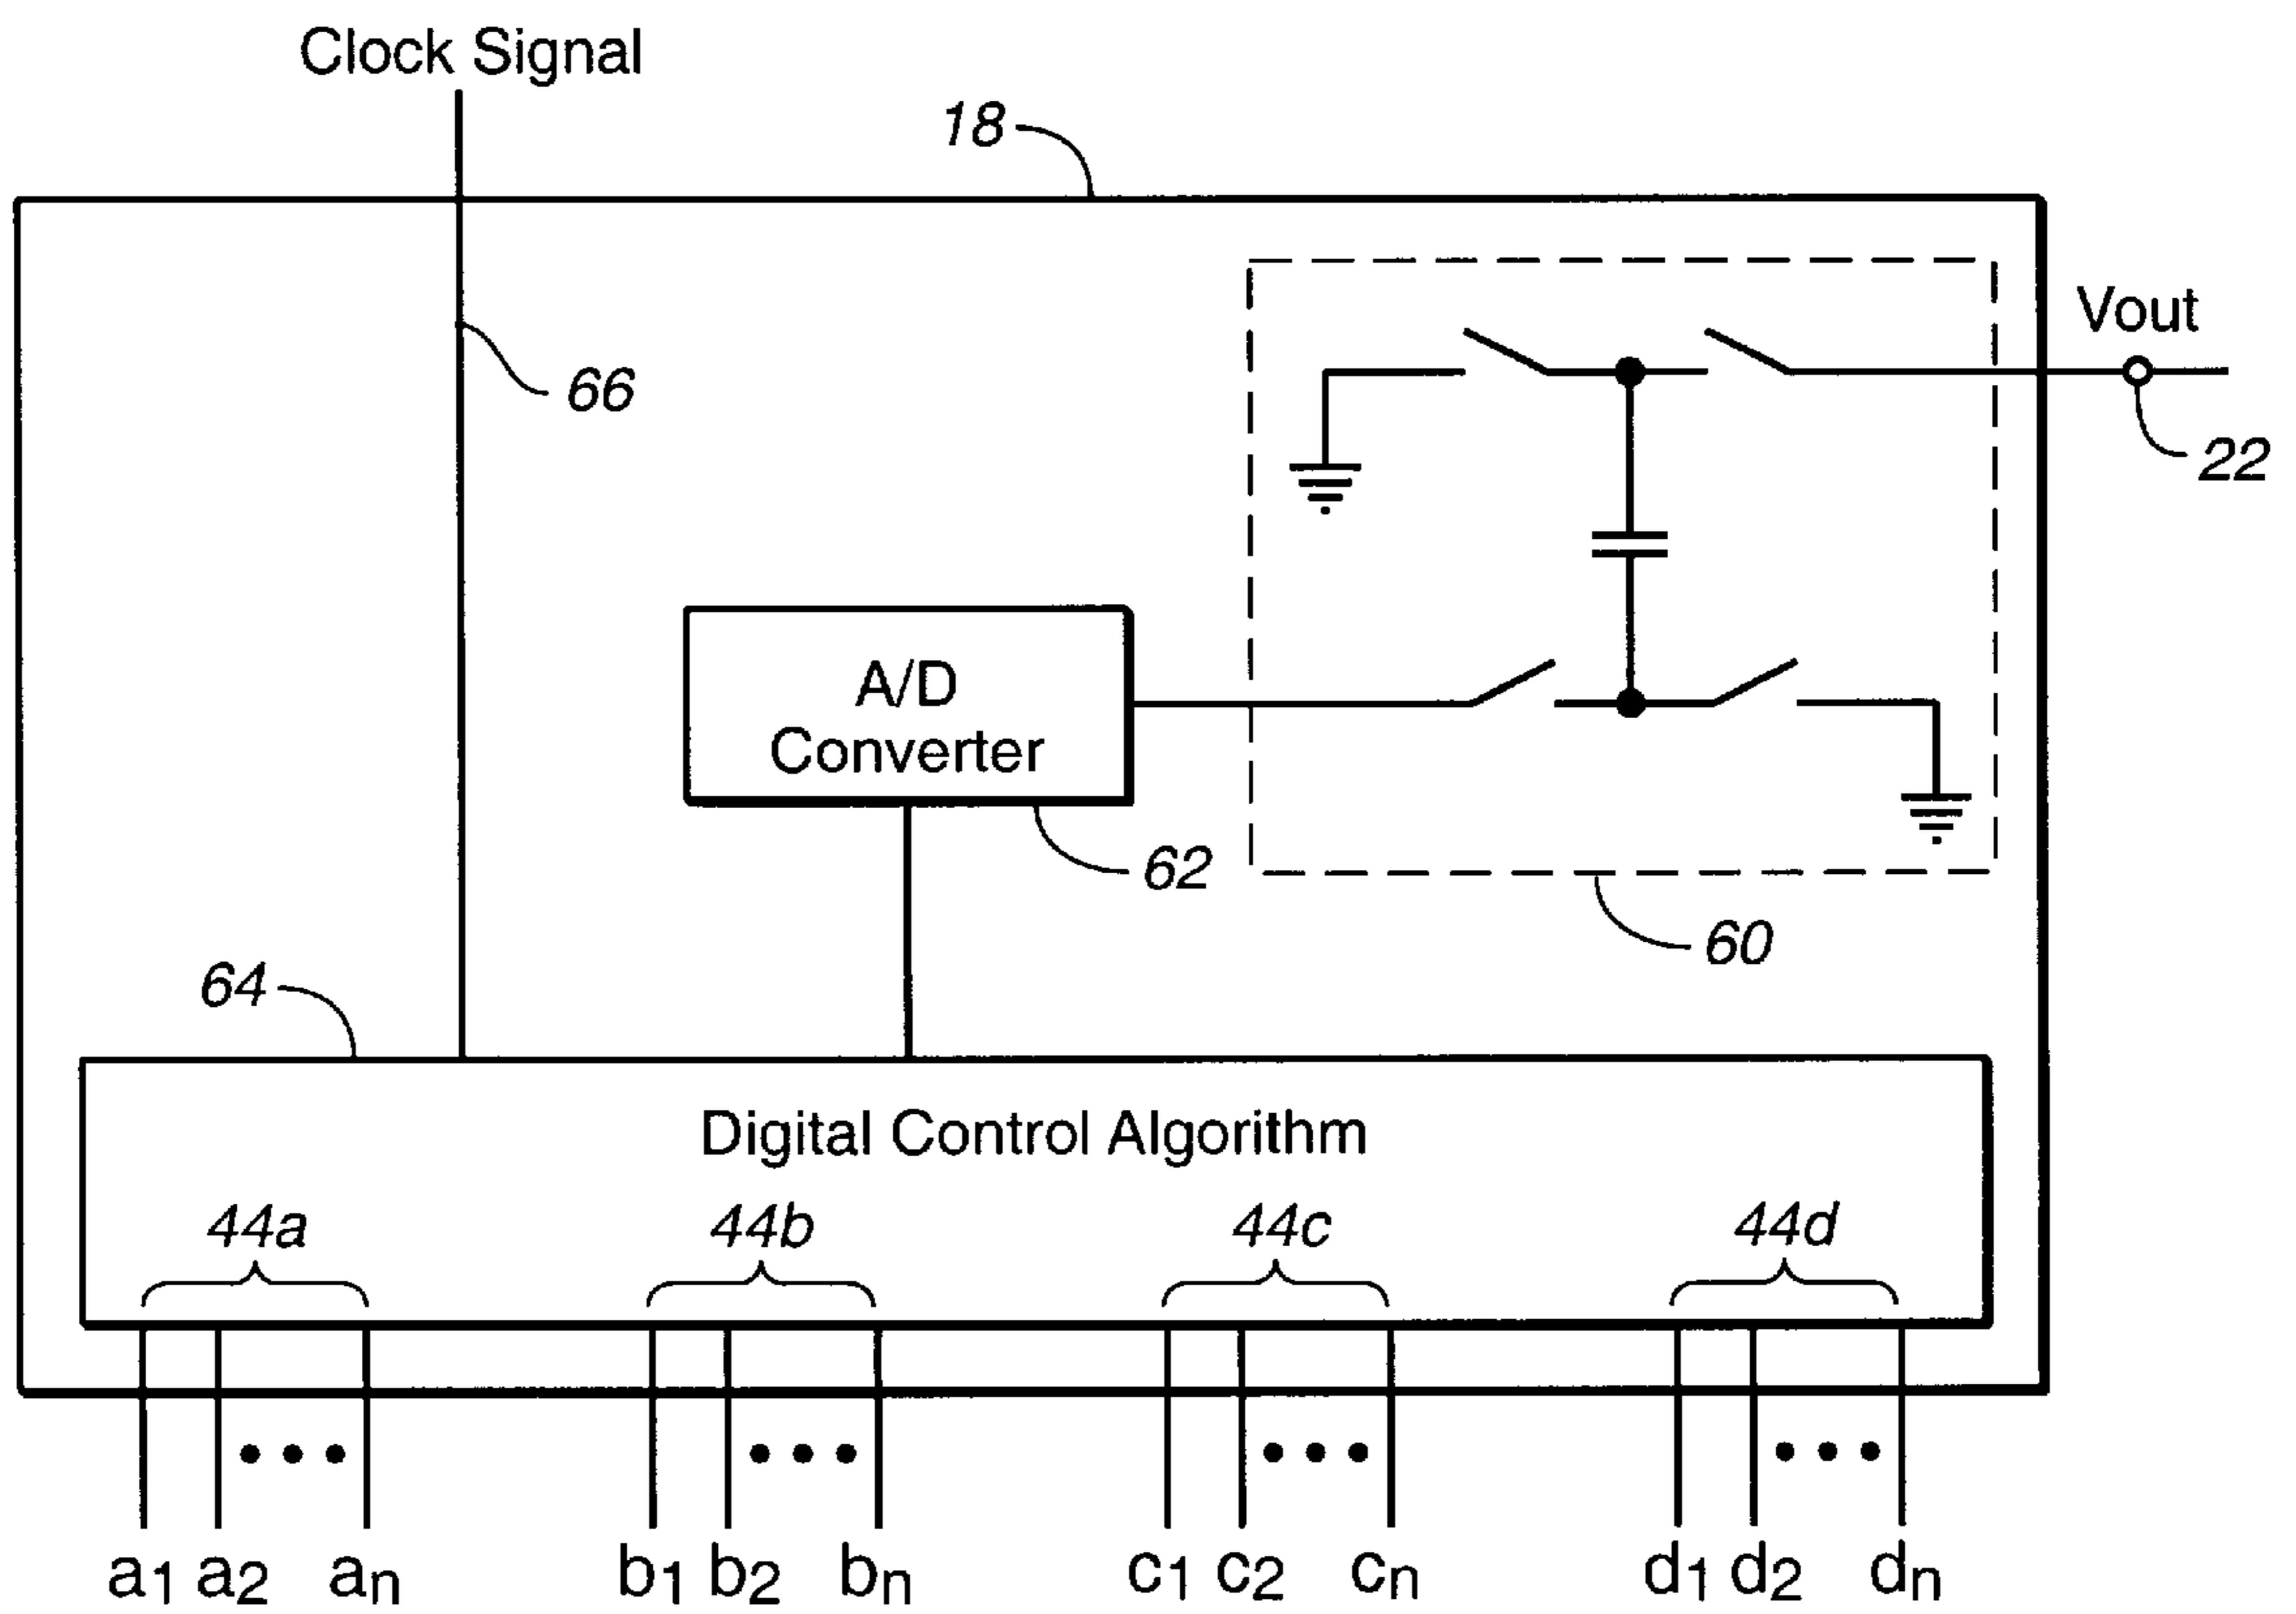 Clock Signal
18
Vout
66
22
A/D
Converter
62
60
64
Digital Control Algorithm
44a 44b 44c 44d
a1 a2 an b1 b2 bn c1 c2 cn d1 d2 dn